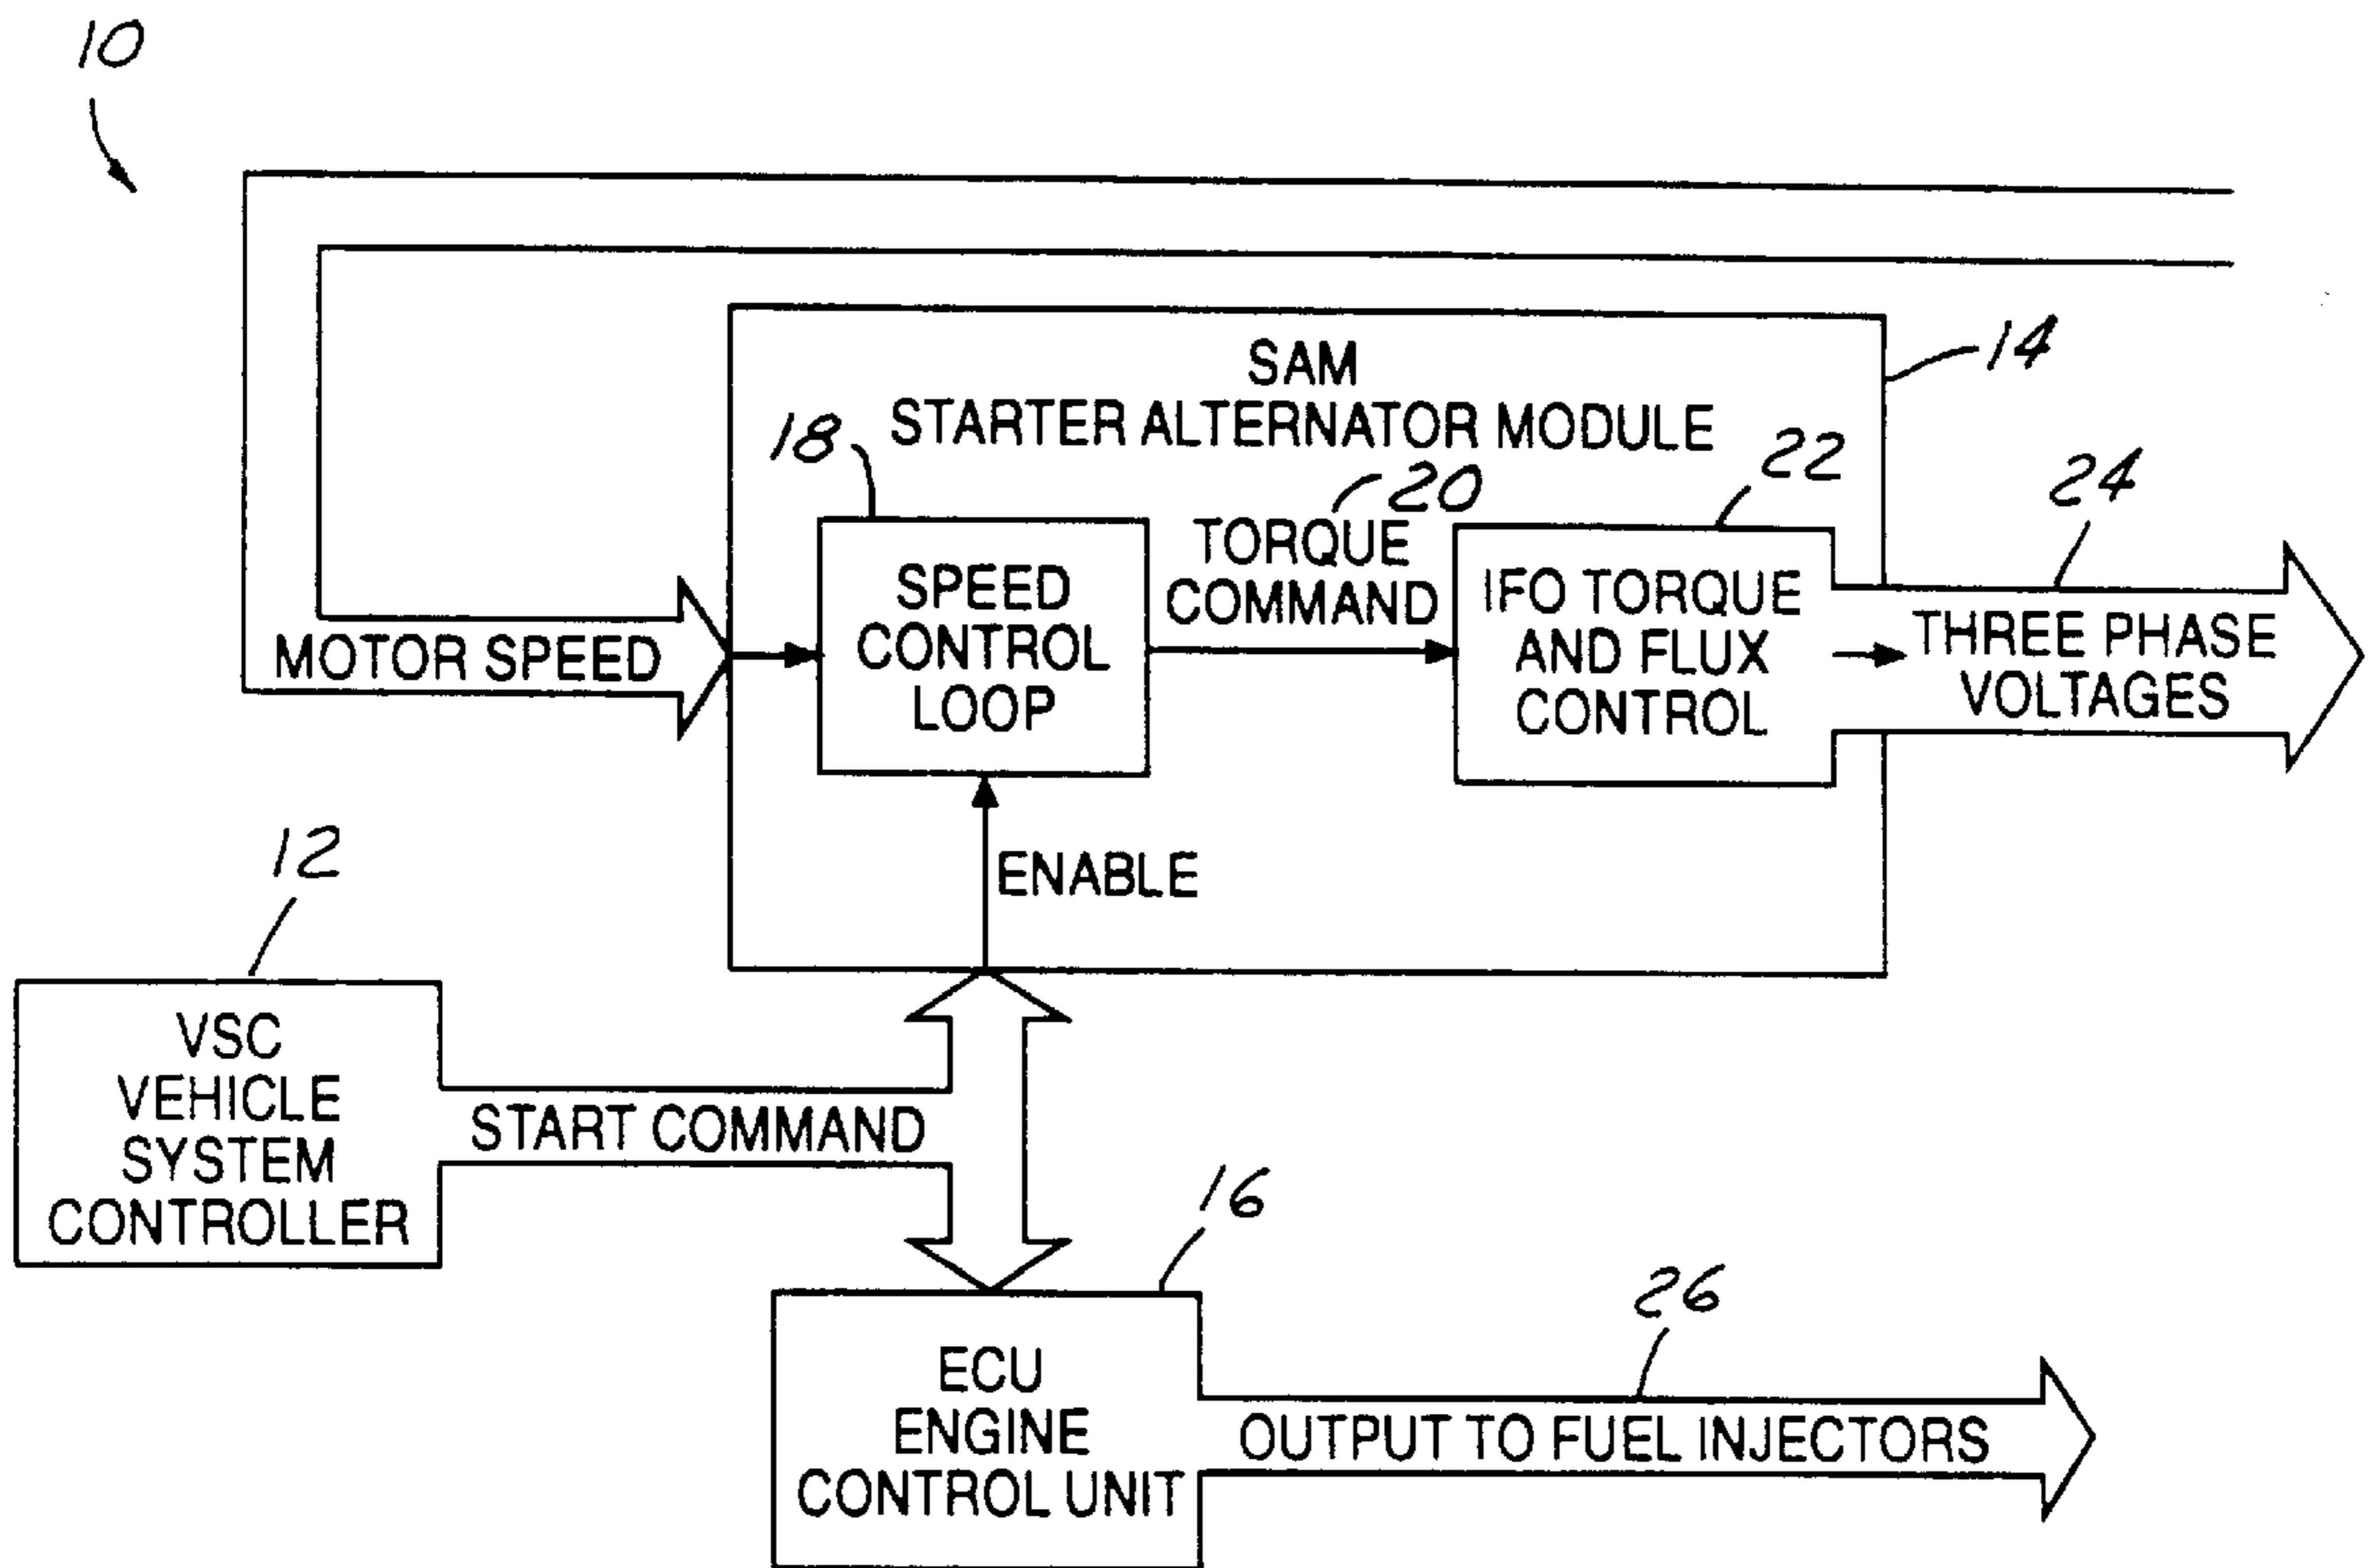 10
SAM
STARTER ALTERNATOR MODULE
14
18
20
22
24
MOTOR SPEED
SPEED
CONTROL
LOOP
TORQUE
COMMAND
IFO TORQUE
AND FLUX
CONTROL
THREE PHASE
VOLTAGES
ENABLE
12
VSC
VEHICLE
SYSTEM
CONTROLLER
START COMMAND
16
ECU
ENGINE
CONTROL UNIT
26
OUTPUT TO FUEL INJECTORS